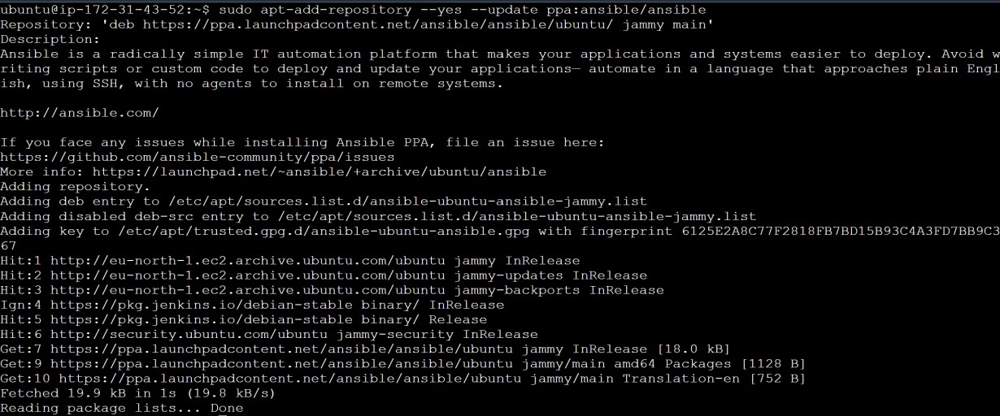 ubuntu@ip-172-31-43-52:~$ sudo apt-add-repository --yes --update ppa:ansible/ansible
Repository: 'deb https://ppa.launchpadcontent.net/ansible/ansible/ubuntu/ jammy main'
Description:
Ansible is a radically simple IT automation platform that makes your applications and systems easier to deploy. Avoid w
riting scripts or custom code to deploy and update your applications— automate in a language that approaches plain Engl
ish, using SSH, with no agents to install on remote systems.
http://ansible.com/
If you face any issues while installing Ansible PPA, file an issue here:
https://github.com/ansible-community/ppa/issues
More info: https://launchpad.net/~ansible/+archive/ubuntu/ansible
Adding repository.
Adding deb entry to /etc/apt/sources.list.d/ansible-ubuntu-ansible-jammy.list
Adding disabled deb-src entry to /etc/apt/sources.list.d/ansible-ubuntu-ansible-jammy.list
Adding key to /etc/apt/trusted.gpg.d/ansible-ubuntu-ansible.gpg with fingerprint 6125E2A8C77F2818FB7BD15B93C4A3FD7BB9C3
67
Hit:1 http://eu-north-1.ec2.archive.ubuntu.com/ubuntu jammy InRelease
Hit:2 http://eu-north-1.ec2.archive.ubuntu.com/ubuntu jammy-updates InRelease
Hit:3 http://eu-north-1.ec2.archive.ubuntu.com/ubuntu jammy-backports InRelease
Ign:4 https://pkg.jenkins.io/debian-stable binary/ InRelease
Hit:5 https://pkg.jenkins.io/debian-stable binary/ Release
Hit:6 http://security.ubuntu.com/ubuntu jammy-security InRelease
Get:7 https://ppa.launchpadcontent.net/ansible/ansible/ubuntu jammy InRelease [18.0 kB]
Get:9 https://ppa.launchpadcontent.net/ansible/ansible/ubuntu jammy/main amd64 Packages [1128 B]
Get:10 https://ppa.launchpadcontent.net/ansible/ansible/ubuntu jammy/main Translation-en [752 B]
Fetched 19.9 kB in 1s (19.8 kB/s)
Reading package lists... Done